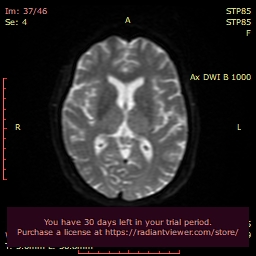 Im: 37/46
Se: 4
A
STP85
STP85
F
Ax DWI B 1000
R
L
You have 30 days left in your trial period.
Purchase a license at https://radiantviewer.com/store/